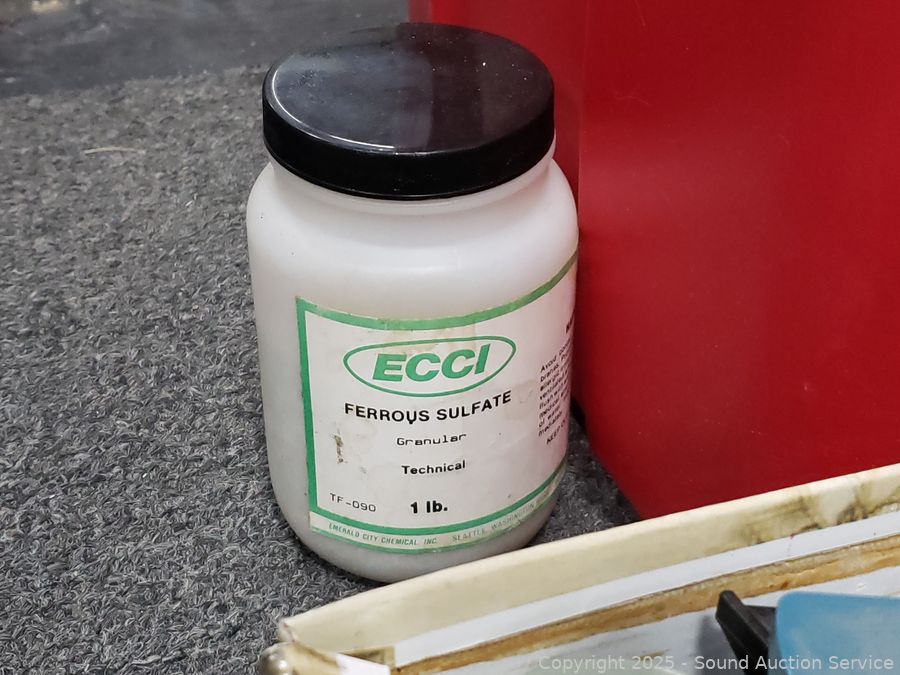 ECCI
FERROUS SULFATE
Granular
Technical
TF-090
1 lb.
EMERALD CITY CHEMICAL, INC. SEATTLE, WASHINGTON
Avoid
Copyright 2025 - Sound Auction Service